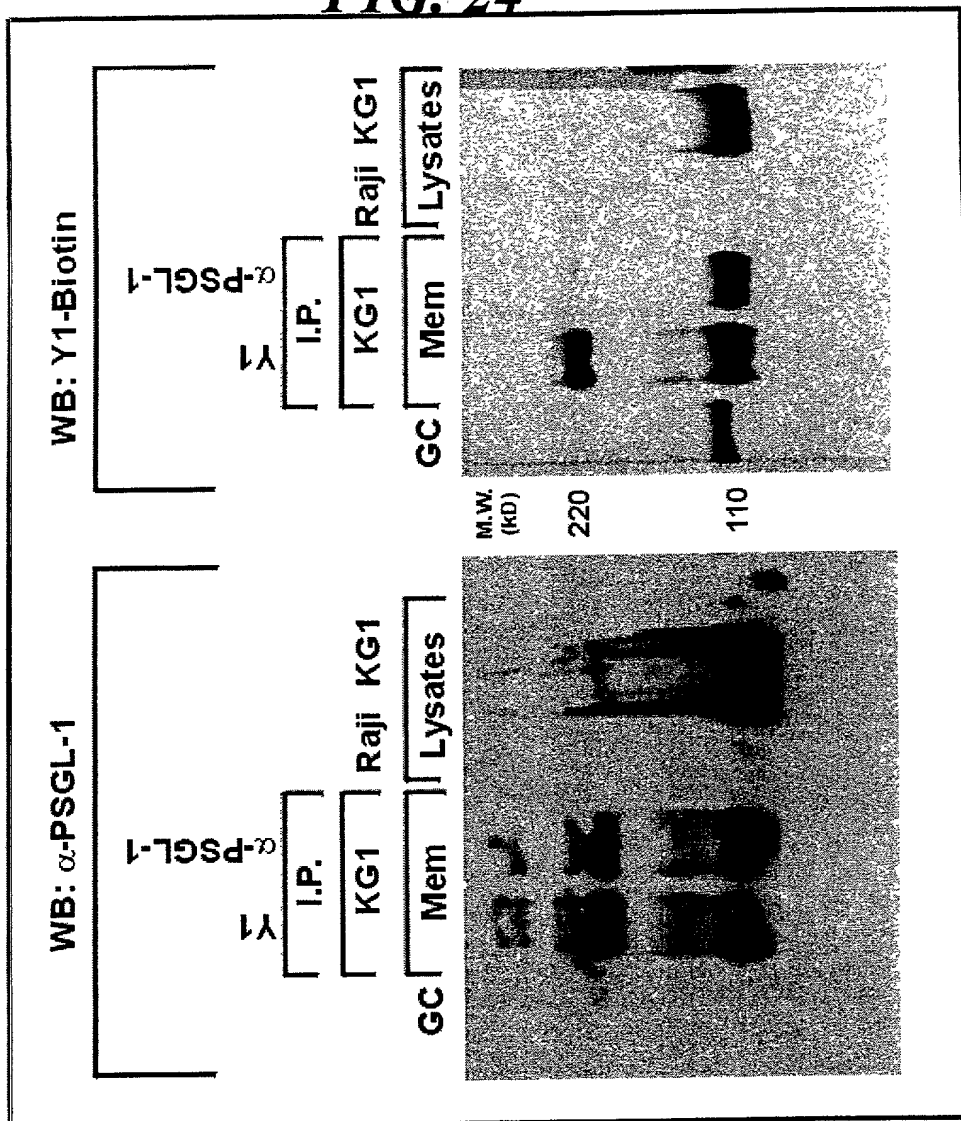 FIG. 24
WB: α-PSGL-1
Y1 α-PSGL-1
I.P.
KG1 Raji KG1
GC Mem Lysates
M.W.
(kD)
220
110
WB: Y1-Biotin
Y1 α-PSGL-1
I.P.
KG1 Raji KG1
GC Mem Lysates